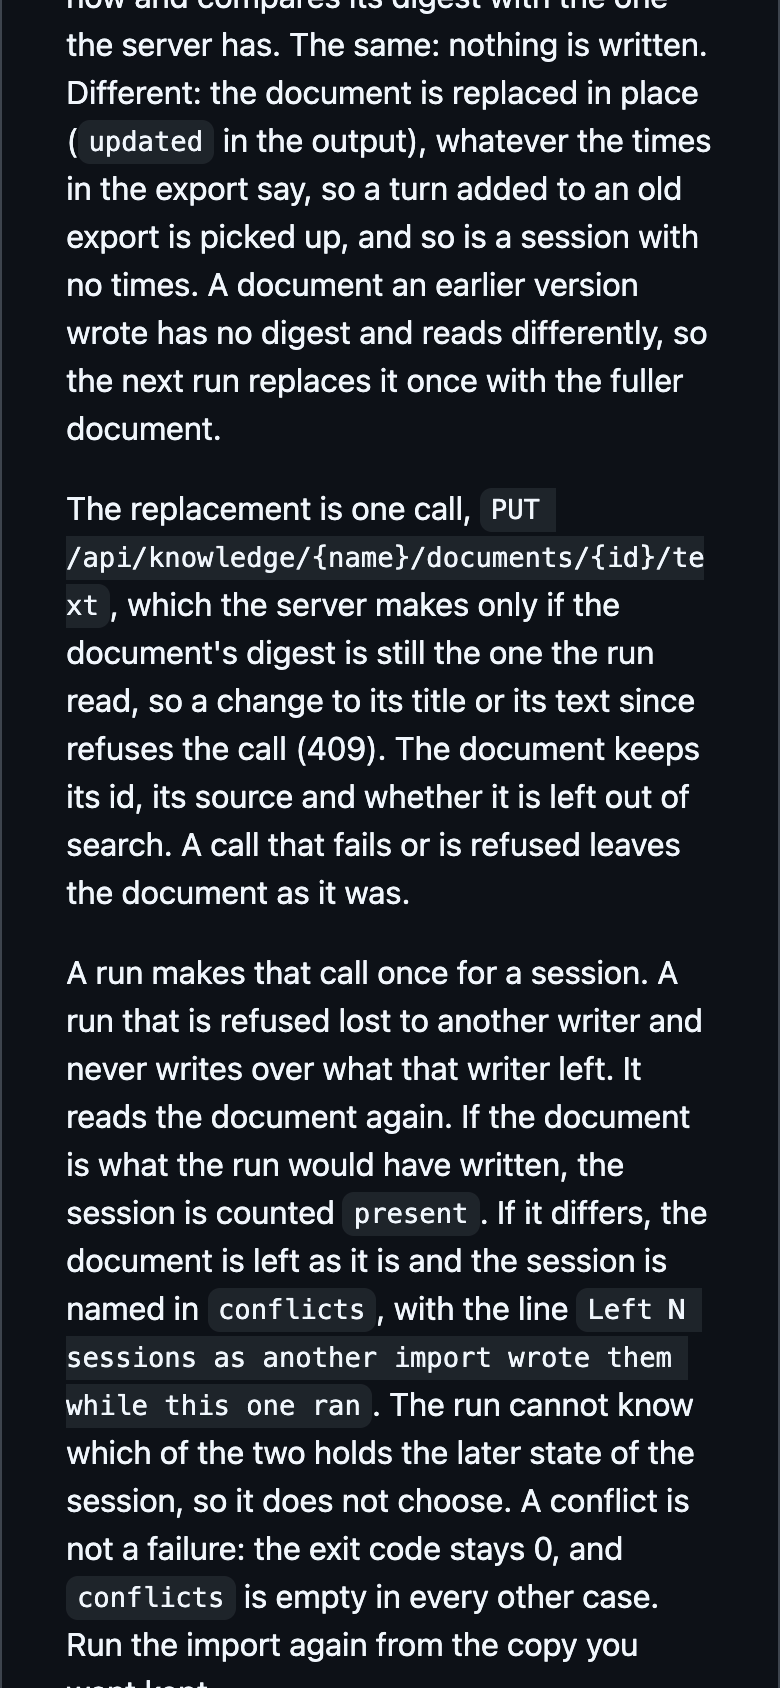 now and compares its digest with the one
the server has. The same: nothing is written.
Different: the document is replaced in place
(updated in the output), whatever the times
in the export say, so a turn added to an old
export is picked up, and so is a session with
no times. A document an earlier version
wrote has no digest and reads differently, so
the next run replaces it once with the fuller
document.
The replacement is one call, PUT
/api/knowledge/{name}/documents/{id}/te
xt, which the server makes only if the
document's digest is still the one the run
read, so a change to its title or its text since
refuses the call (409). The document keeps
its id, its source and whether it is left out of
search. A call that fails or is refused leaves
the document as it was.
A run makes that call once for a session. A
run that is refused lost to another writer and
never writes over what that writer left. It
reads the document again. If the document
is what the run would have written, the
session is counted present. If it differs, the
document is left as it is and the session is
named in conflicts, with the line Left N
sessions as another import wrote them
while this one ran. The run cannot know
which of the two holds the later state of the
session, so it does not choose. A conflict is
not a failure: the exit code stays 0, and
conflicts is empty in every other case.
Run the import again from the copy you
want kept